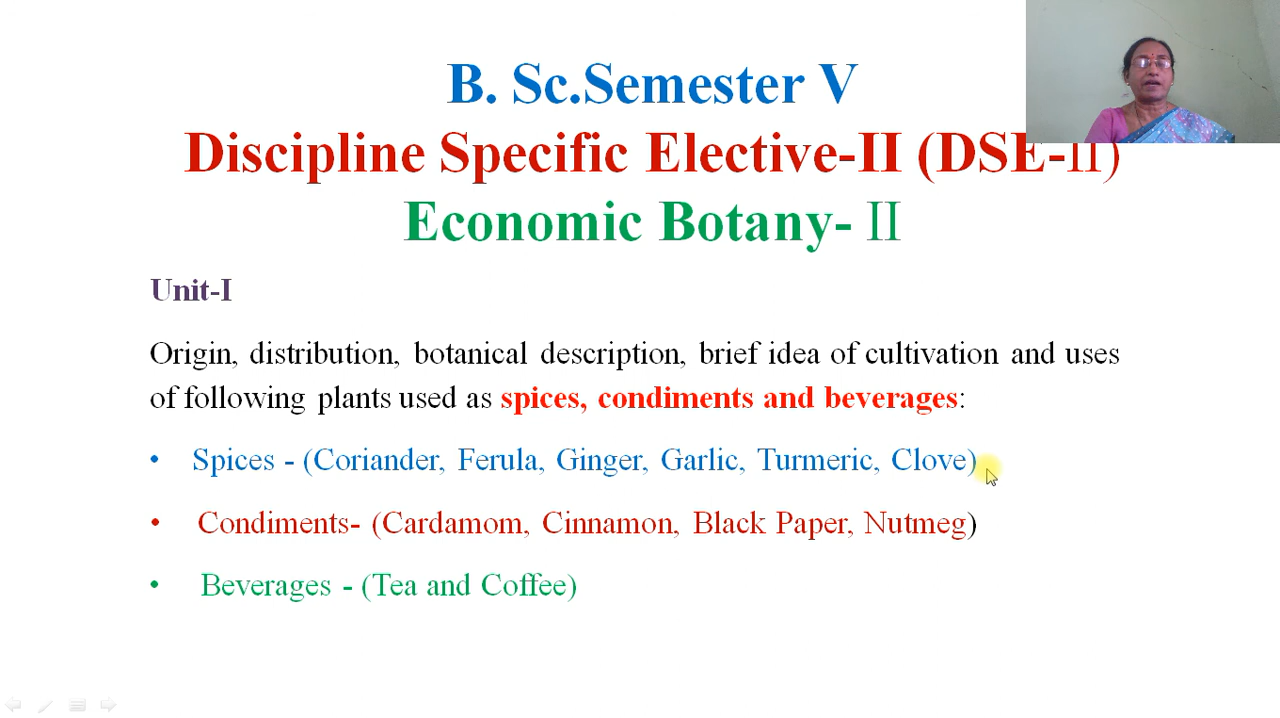 B. Sc.Semester V
Discipline Specific Elective-II (DSE-II)
Economic Botany- II
Unit-I
Origin, distribution, botanical description, brief idea of cultivation and uses
of following plants used as spices, condiments and beverages:
• Spices - (Coriander, Ferula, Ginger, Garlic, Turmeric, Clove)
• Condiments- (Cardamom, Cinnamon, Black Paper, Nutmeg)
• Beverages - (Tea and Coffee)